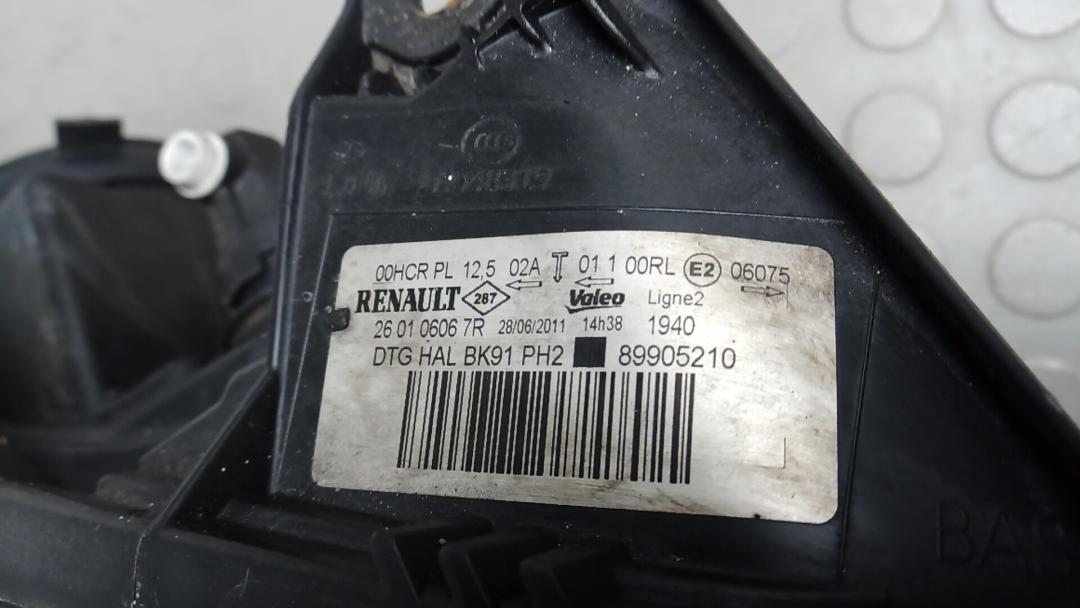 00HCR PL 12,5 02A T 01 1 00RL E2 06075
RENAULT 287 Valeo Ligne2
26 01 0606 7R 28/06/2011 14h38 1940
DTG HAL BK91 PH2 89905210
BAS